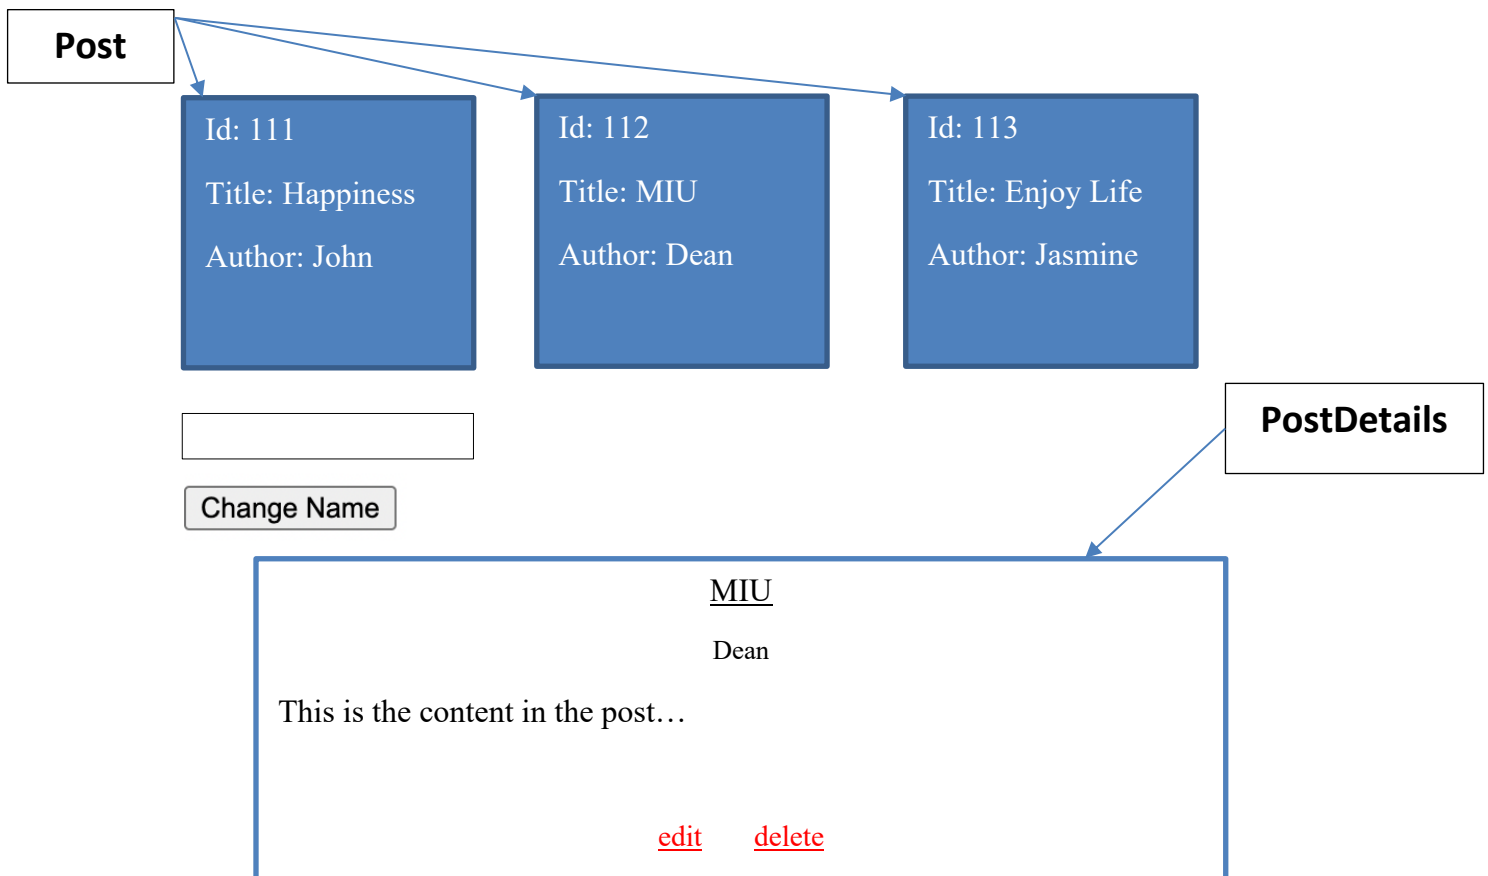 Post
Id: 111
Title: Happiness
Author: John
Id: 112
Title: MIU
Author: Dean
Id: 113
Title: Enjoy Life
Author: Jasmine
PostDetails
Change Name
MIU
Dean
This is the content in the post…
edit delete